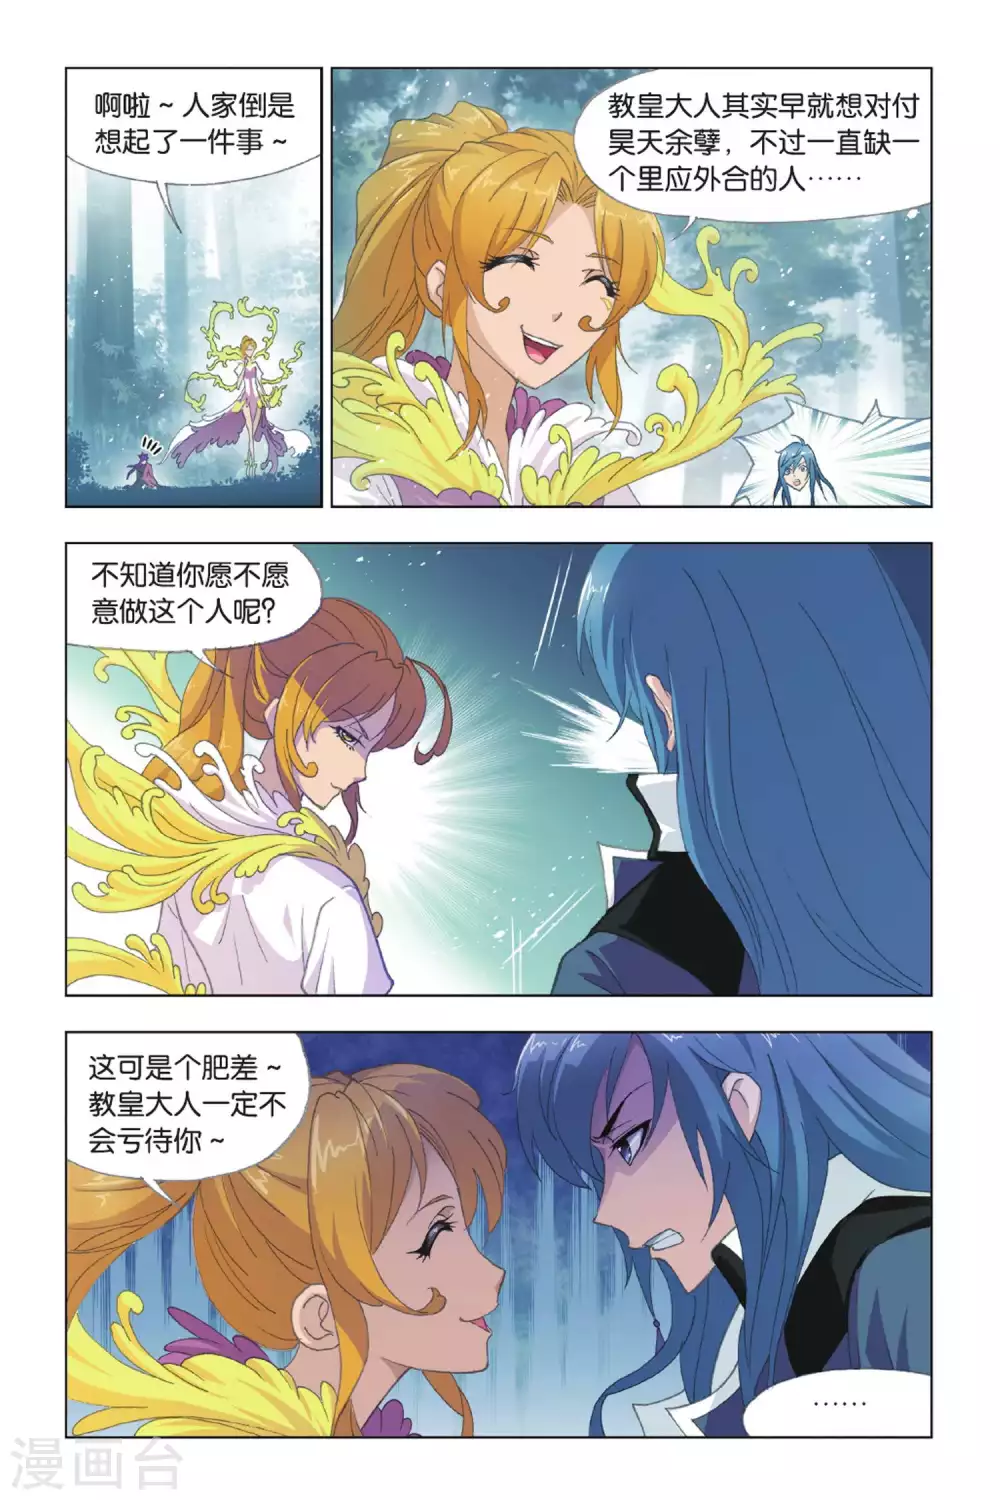 啊啦～人家倒是
想起了一件事～
教皇大人其实早就想对付
昊天余孽，不过一直缺一
个里应外合的人……
不知道你愿不愿
意做这个人呢？
这可是个肥差～
教皇大人一定不
会亏待你～
……
漫画台